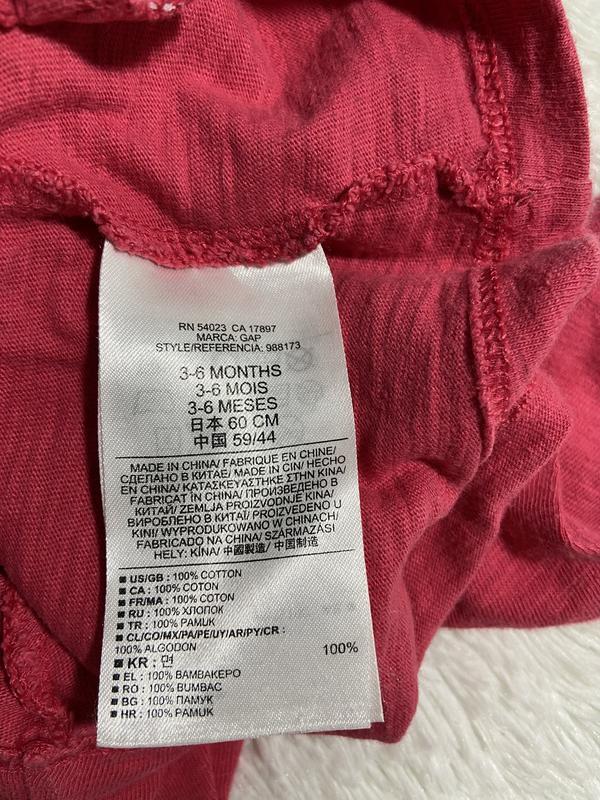 RN 54023 CA 17897
MARCA: GAP
STYLE/REFERENCIA: 988173
3-6 MONTHS
3-6 MOIS
3-6 MESES
日本 60 CM
中国 59/44
MADE IN CHINA/ FABRIQUE EN CHINE/
СДЕЛАНО В КИТАЕ/ MADE IN CIN/ HECHO
EN CHINA/ ΚΑΤΑΣΚΕΥΑΣΤΗΚΕ ΣΤΗΝ ΚΙΝΑ/
FABRICAT ÎN CHINA/ ПРОИЗВЕДЕНО В
КИТАЙ/ ZEMLJA PROIZVODNJE KINA/
ВИРОБЛЕНО В КИТАЇ/ PROIZVEDENO U
KINI/ WYPRODUKOWANO W CHINACH/
FABRICADO NA CHINA/ SZÁRMAZÁSI
HELY: KÍNA/ 中國製造/ 中国制造
■ US/GB : 100% COTTON
■ CA : 100% COTON
■ FR/MA : 100% COTON
■ RU : 100% ХЛОПОК
■ TR : 100% PAMUK
■ CL/CO/MX/PA/PE/UY/AR/PY/CR :
100% ALGODON
■ KR : 면 100%
■ EL : 100% ΒΑΜΒΑΚΕΡΟ
■ RO : 100% BUMBAC
■ BG : 100% ПАМУК
■ HR : 100% PAMUK